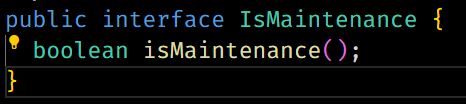 public interface IsMaintenance {
boolean isMaintenance();
}